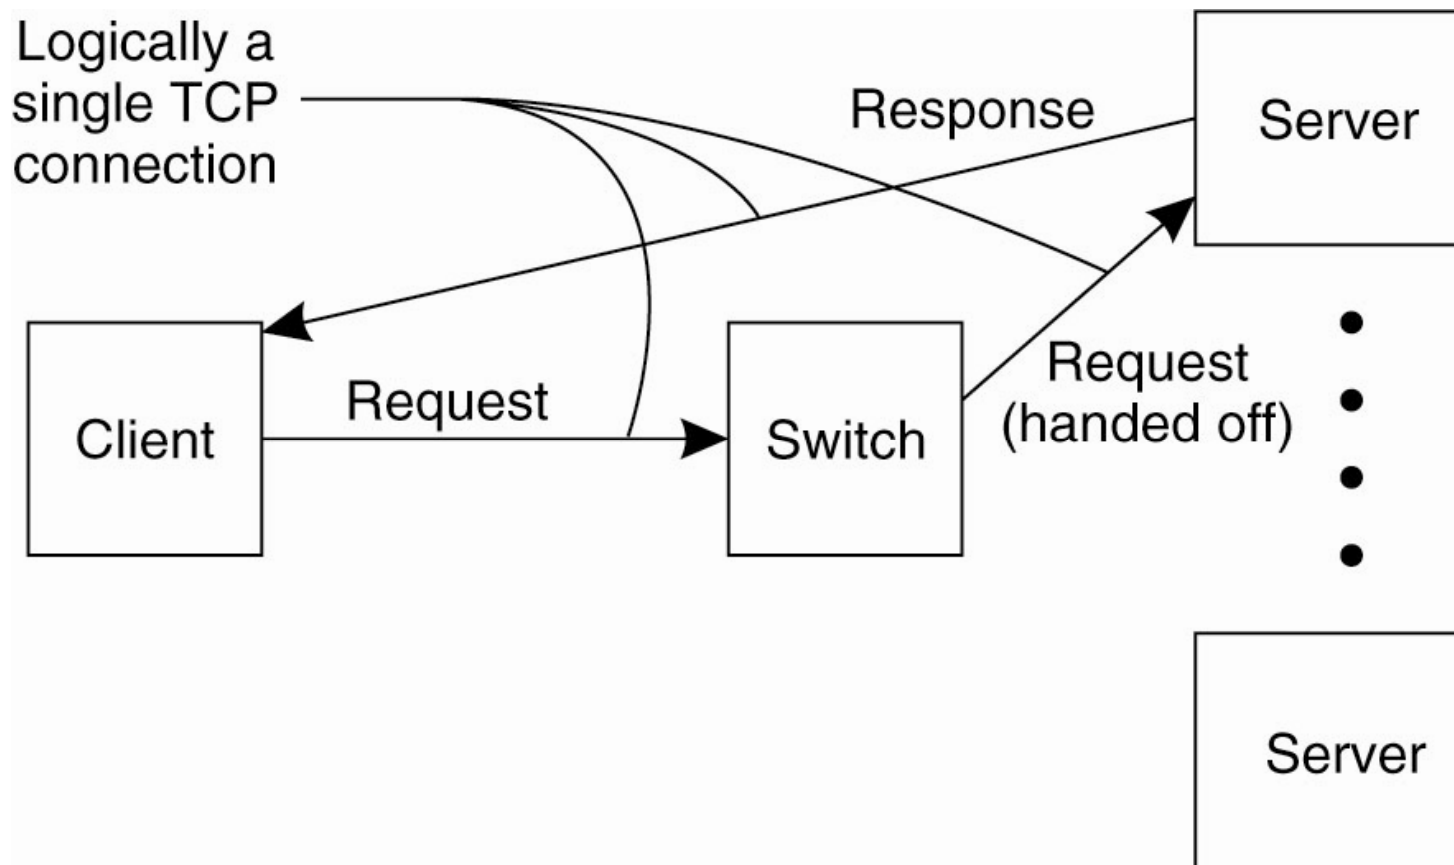 Logically a
single TCP
connection
Response
Server
Client
Request
Switch
Request
(handed off)
Server